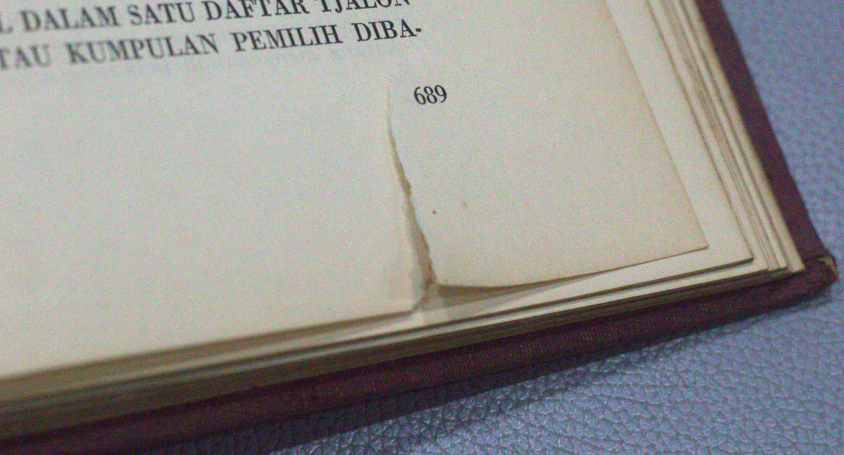 L DALAM SATU DAFTAR TJALON
TAU KUMPULAN PEMILIH DIBA-
689